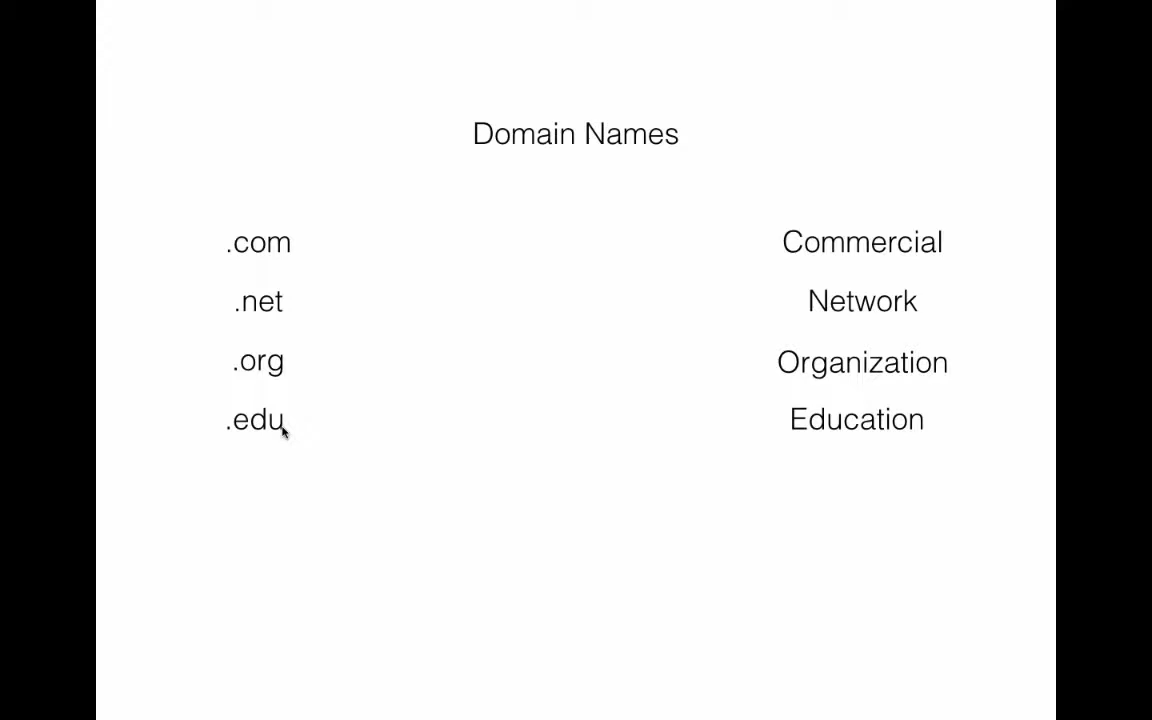 Domain Names
.com Commercial
.net Network
.org Organization
.edu Education